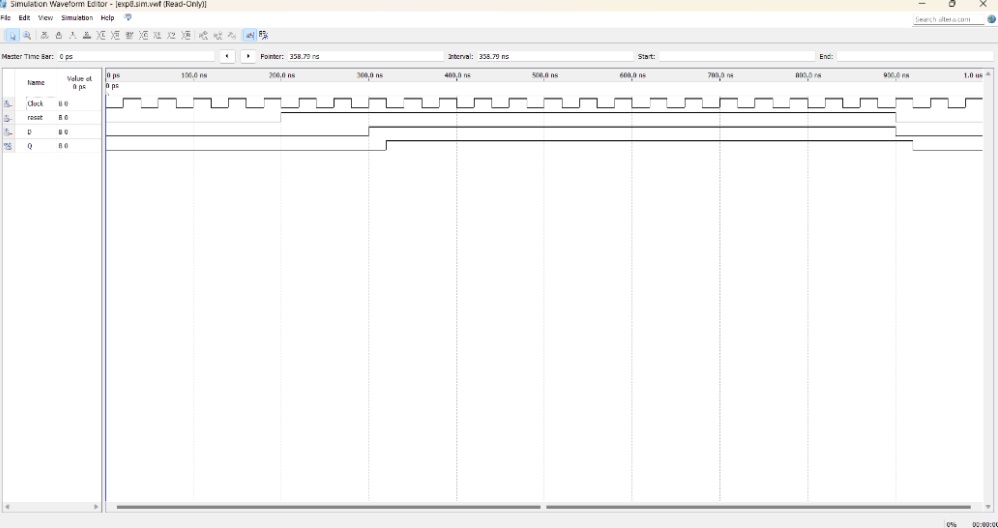 Simulation Waveform Editor - [exp8.sim.vwf (Read-Only)]
File Edit View Simulation Help
Search altera.com
Master Time Bar: 0 ps Pointer: 358.79 ns Interval: 358.79 ns Start: End:
Name Value at 0 ps
0 ps 100.0 ns 200.0 ns 300.0 ns 400.0 ns 500.0 ns 600.0 ns 700.0 ns 800.0 ns 900.0 ns 1.0 us
0 ps
Clock B 0
reset B 0
D B 0
Q B 0
0% 00:00:00